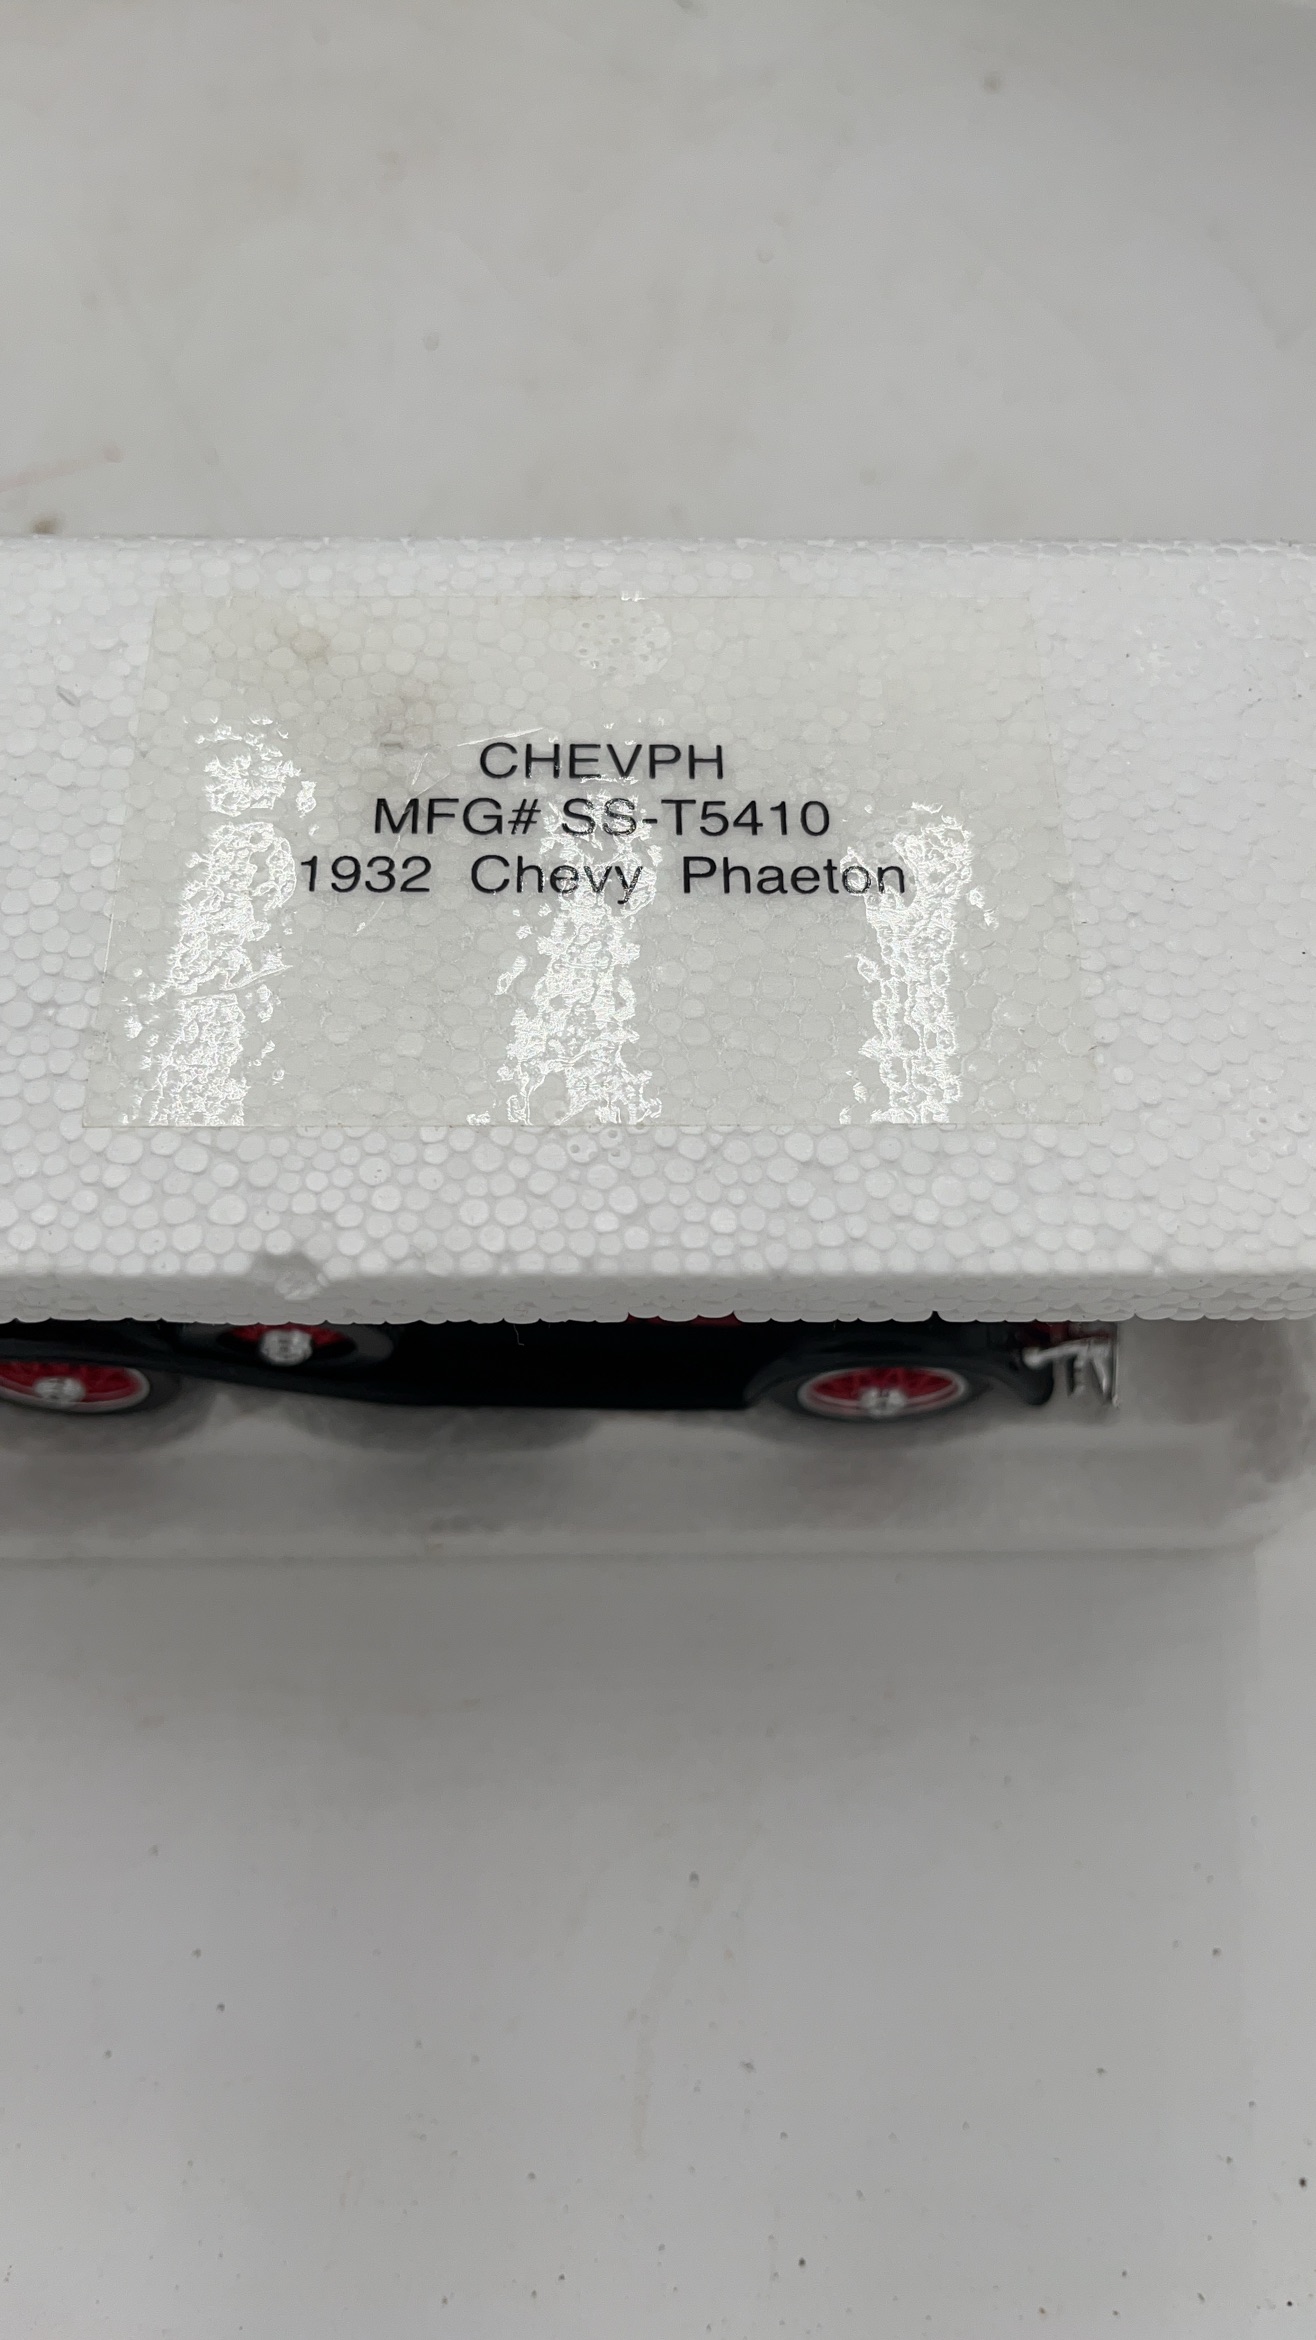 CHEVPH
MFG# SS-T5410
1932 Chevy Phaeton